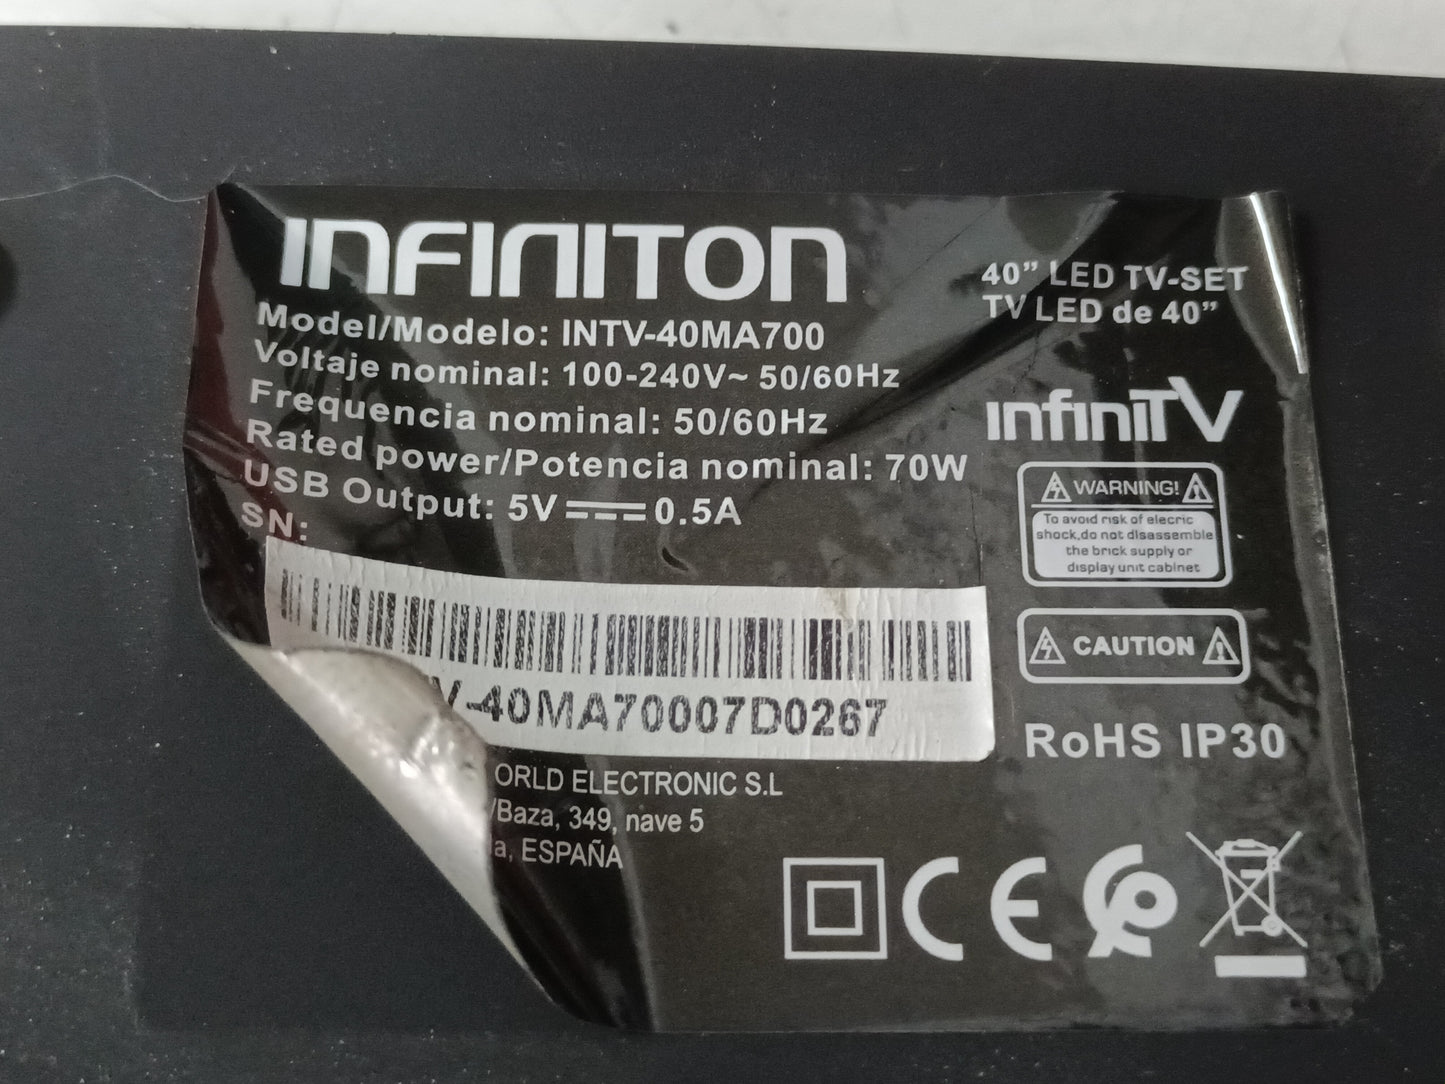 INFINITON
Model/Modelo: INTV-40MA700
Voltaje nominal: 100-240V~ 50/60Hz
Frequencia nominal: 50/60Hz
Rated power/Potencia nominal: 70W
USB Output: 5V⎓0.5A
SN:
V-40MA70007D0267
ORLD ELECTRONIC S.L
/Baza, 349, nave 5
a, ESPAÑA
40” LED TV-SET
TV LED de 40”
infiniTV
WARNING!
To avoid risk of elecric
shock,do not dlsassemble
the brick supply or
display unit cablnet
CAUTION
RoHS IP30
CE